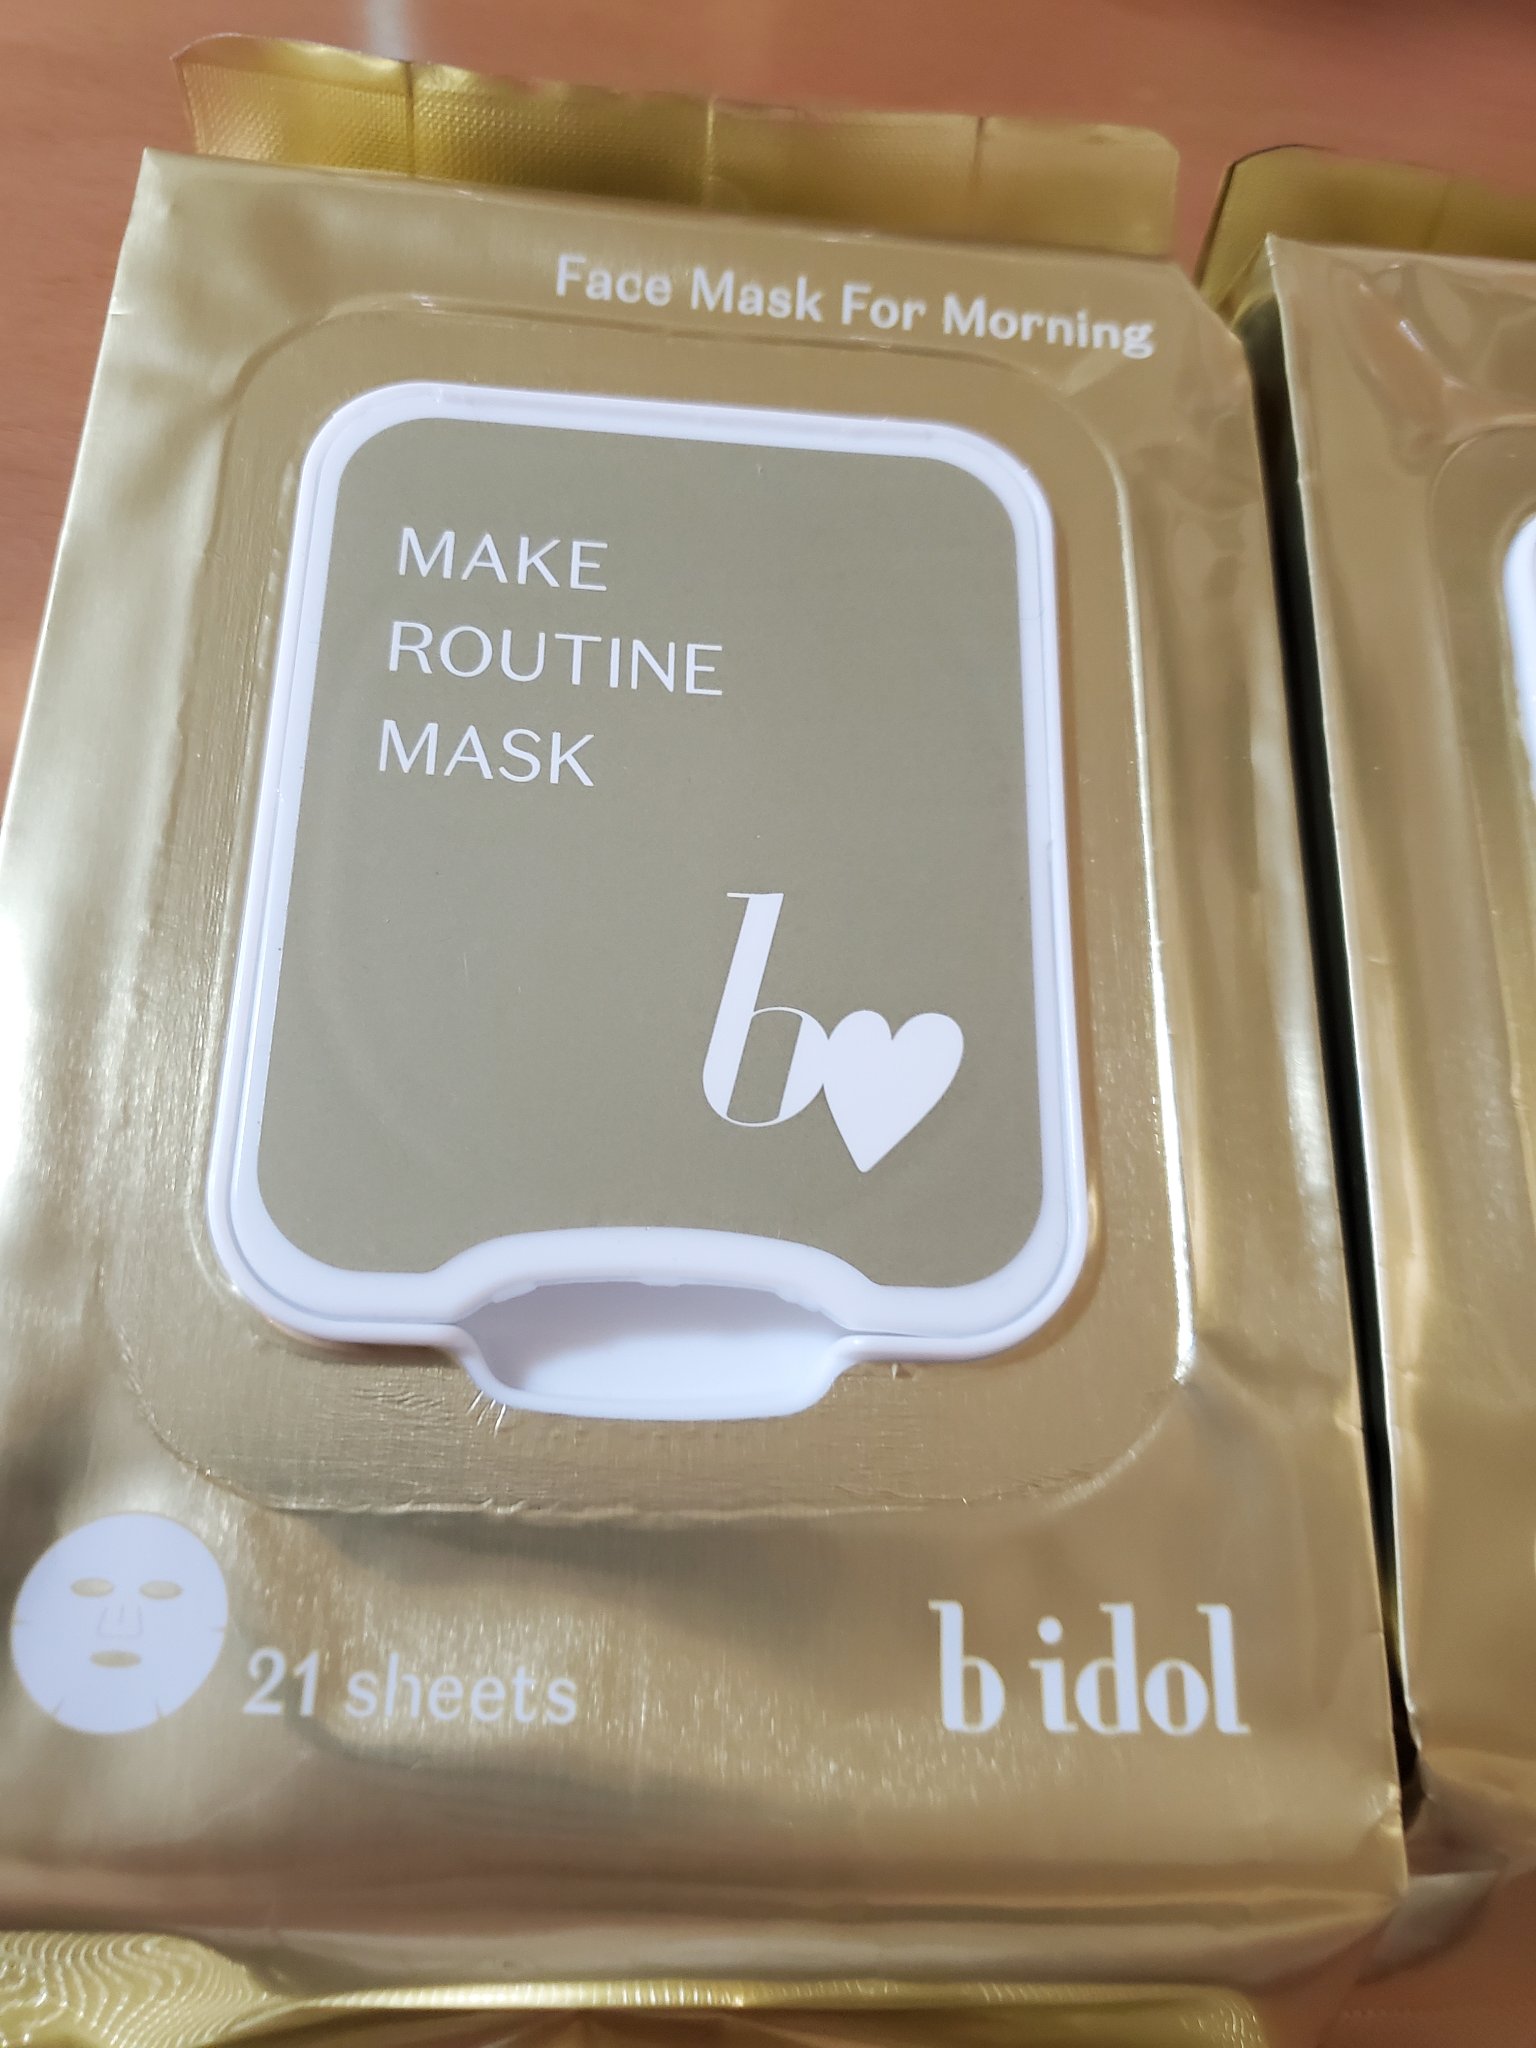 Face Mask For Morning
MAKE
ROUTINE
MASK
b
21 sheets
b idol